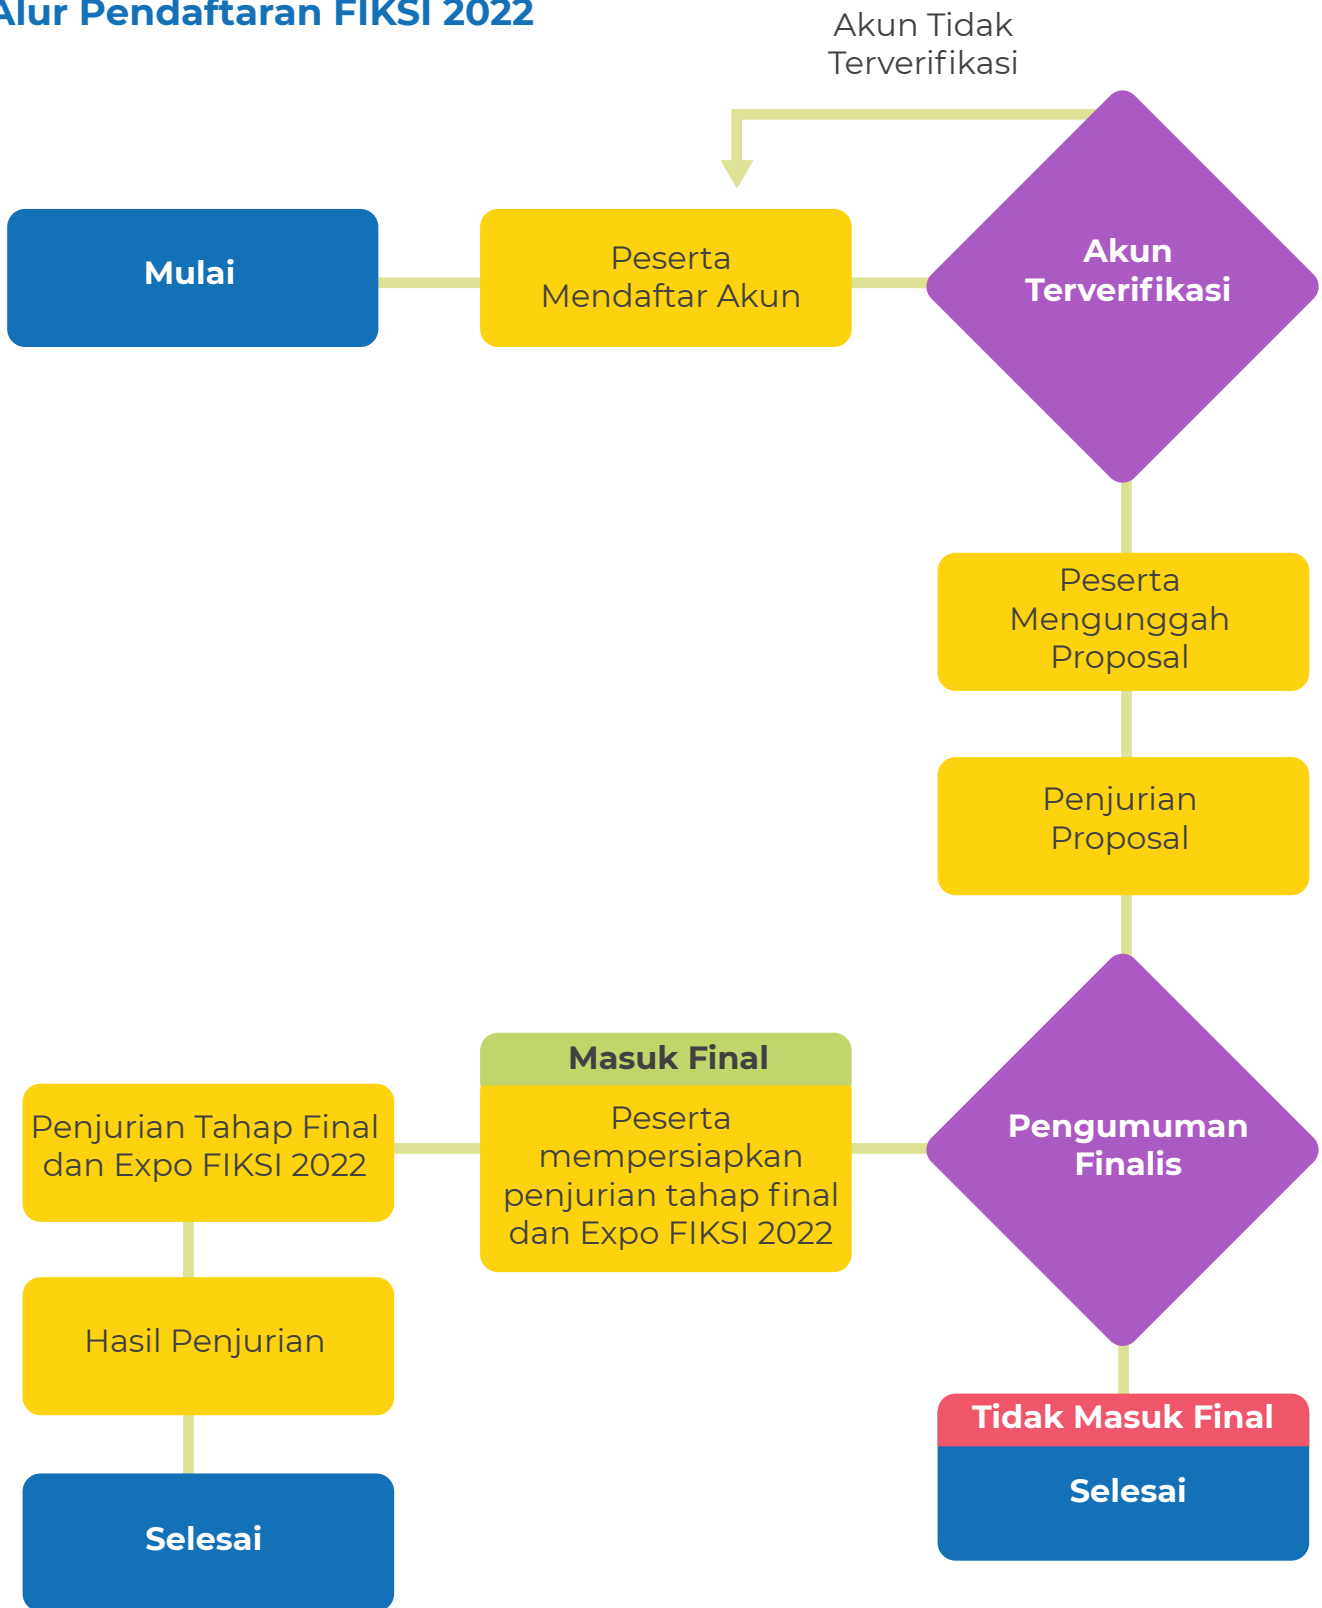 Alur Pendaftaran FIKSI 2022
Akun Tidak
Terverifikasi
Mulai
Peserta
Mendaftar Akun
Akun
Terverifikasi
Peserta
Mengunggah
Proposal
Penjurian
Proposal
Pengumuman
Finalis
Masuk Final
Peserta
mempersiapkan
penjurian tahap final
dan Expo FIKSI 2022
Penjurian Tahap Final
dan Expo FIKSI 2022
Hasil Penjurian
Selesai
Tidak Masuk Final
Selesai